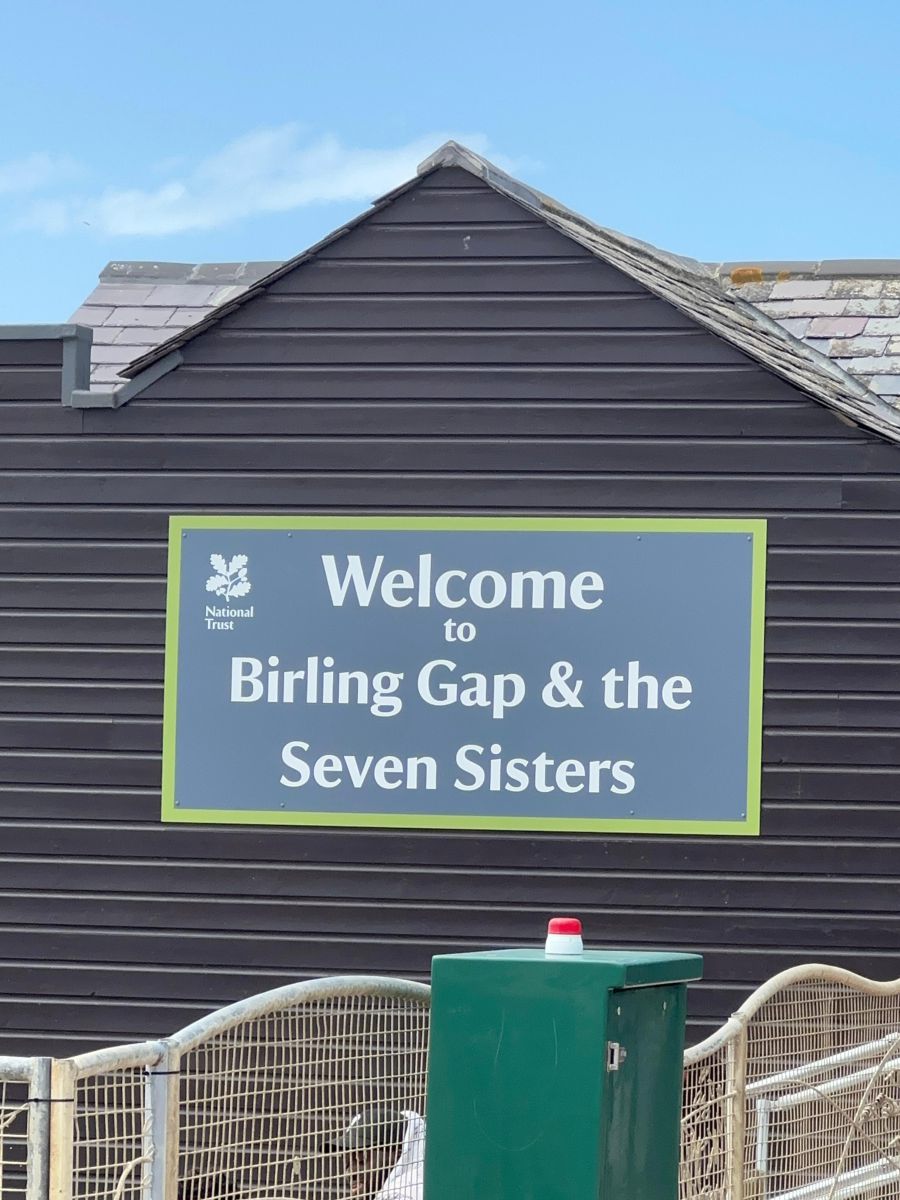 National
Trust
Welcome
to
Birling Gap & the
Seven Sisters